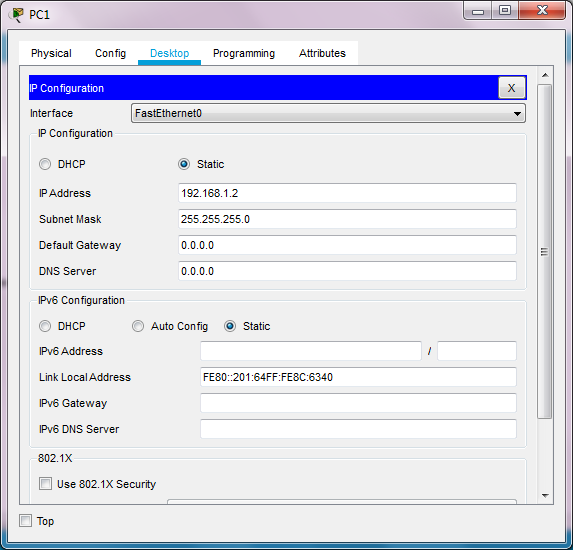 PC1
Physical Config Desktop Programming Attributes
IP Configuration X
Interface FastEthernet0
IP Configuration
DHCP Static
IP Address 192.168.1.2
Subnet Mask 255.255.255.0
Default Gateway 0.0.0.0
DNS Server 0.0.0.0
IPv6 Configuration
DHCP Auto Config Static
IPv6 Address /
Link Local Address FE80::201:64FF:FE8C:6340
IPv6 Gateway
IPv6 DNS Server
802.1X
Use 802.1X Security
Top